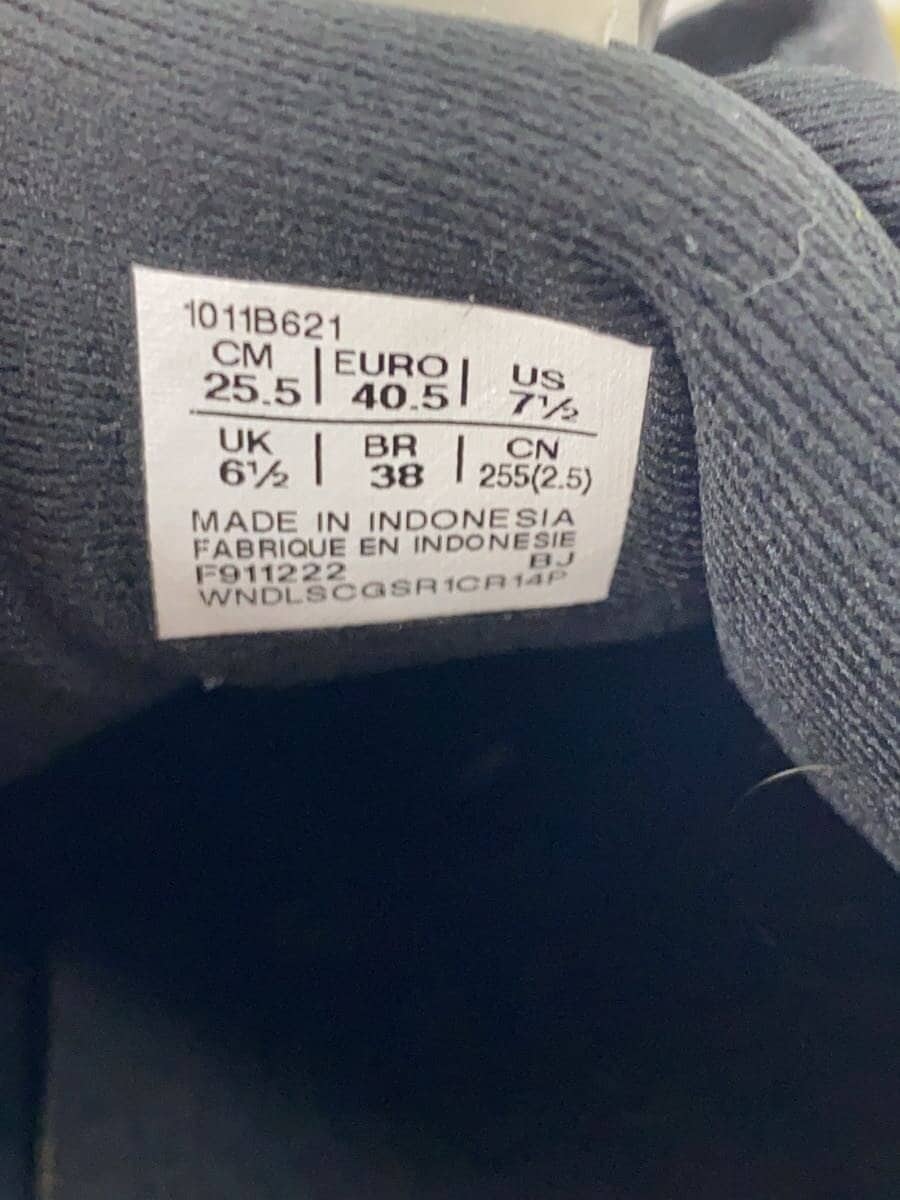 1011B621
CM | EURO | US
25.5 | 40.5 | 7½
UK | BR | CN
6½ | 38 | 255(2.5)
MADE IN INDONESIA
FABRIQUE EN INDONESIE
F911222 BJ
WNDLSCGSR1CR14P